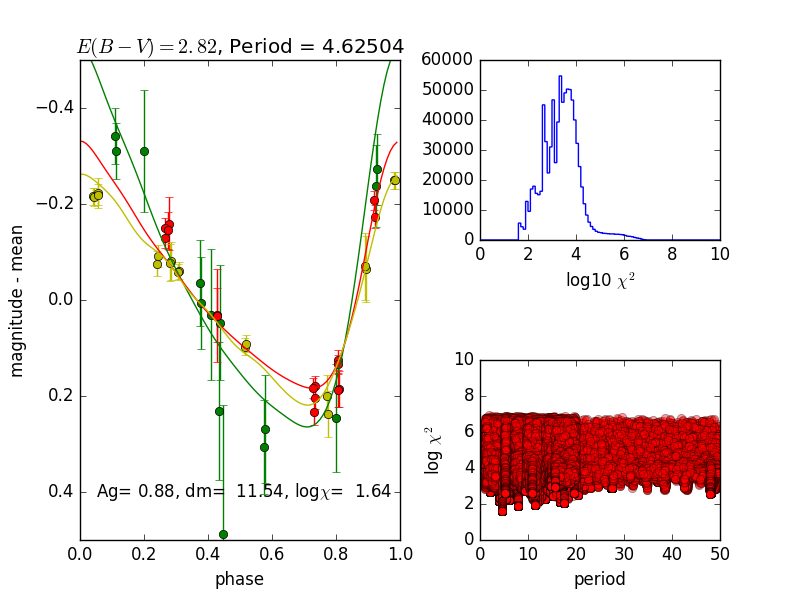 E(B − V) = 2.82, Period = 4.62504
−0.4
−0.2
0.0
0.2
0.4
magnitude - mean
Ag= 0.88, dm= 11.54, logχ= 1.64
0.0 0.2 0.4 0.6 0.8 1.0
phase
60000
50000
40000
30000
20000
10000
0
0 2 4 6 8 10
log10 χ²
10
8
6
4
2
0
log χ²
0 10 20 30 40 50
period